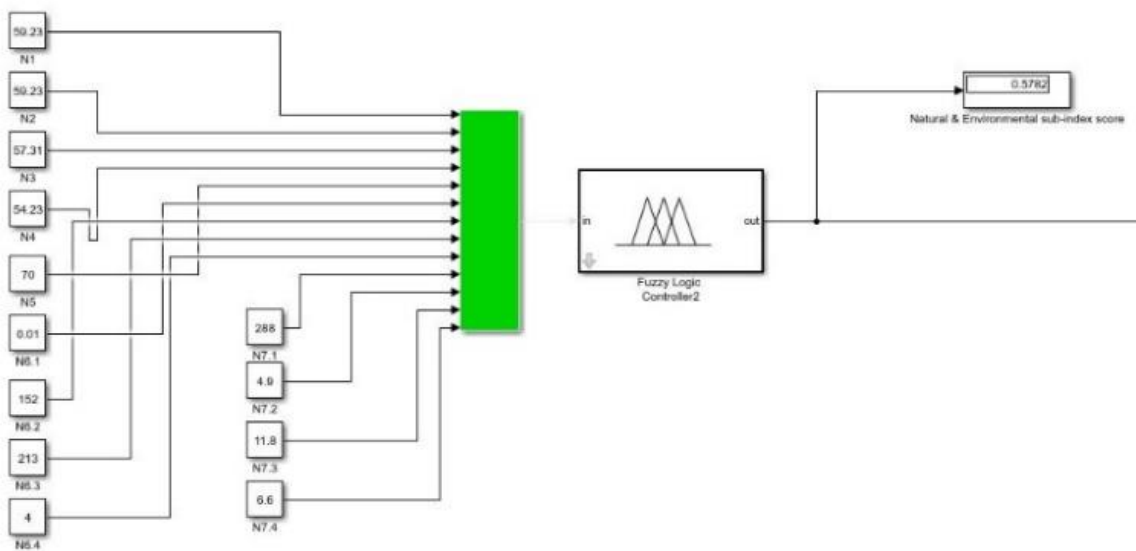 59.23
N1
59.23
N2
57.31
N3
54.23
N4
70
N5
0.01
N6.1
152
N6.2
213
N6.3
4
N6.4
288
N7.1
4.9
N7.2
11.8
N7.3
6.6
N7.4
in
out
Fuzzy Logic
Controller2
0.5782
Natural & Environmental sub-index score